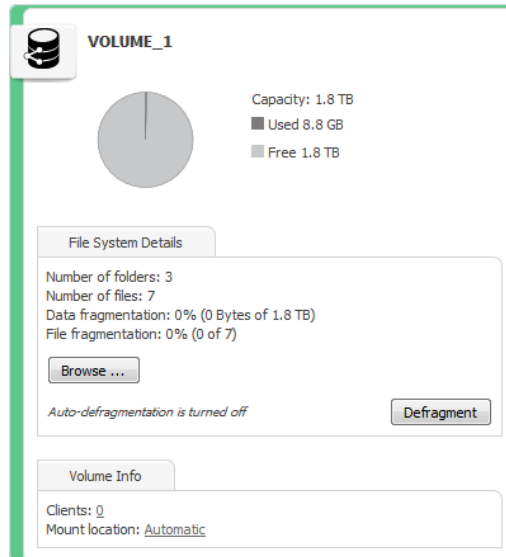 VOLUME_1
Capacity: 1.8 TB
Used 8.8 GB
Free 1.8 TB
File System Details
Number of folders: 3
Number of files: 7
Data fragmentation: 0% (0 Bytes of 1.8 TB)
File fragmentation: 0% (0 of 7)
Browse ...
Auto-defragmentation is turned off
Defragment
Volume Info
Clients: 0
Mount location: Automatic